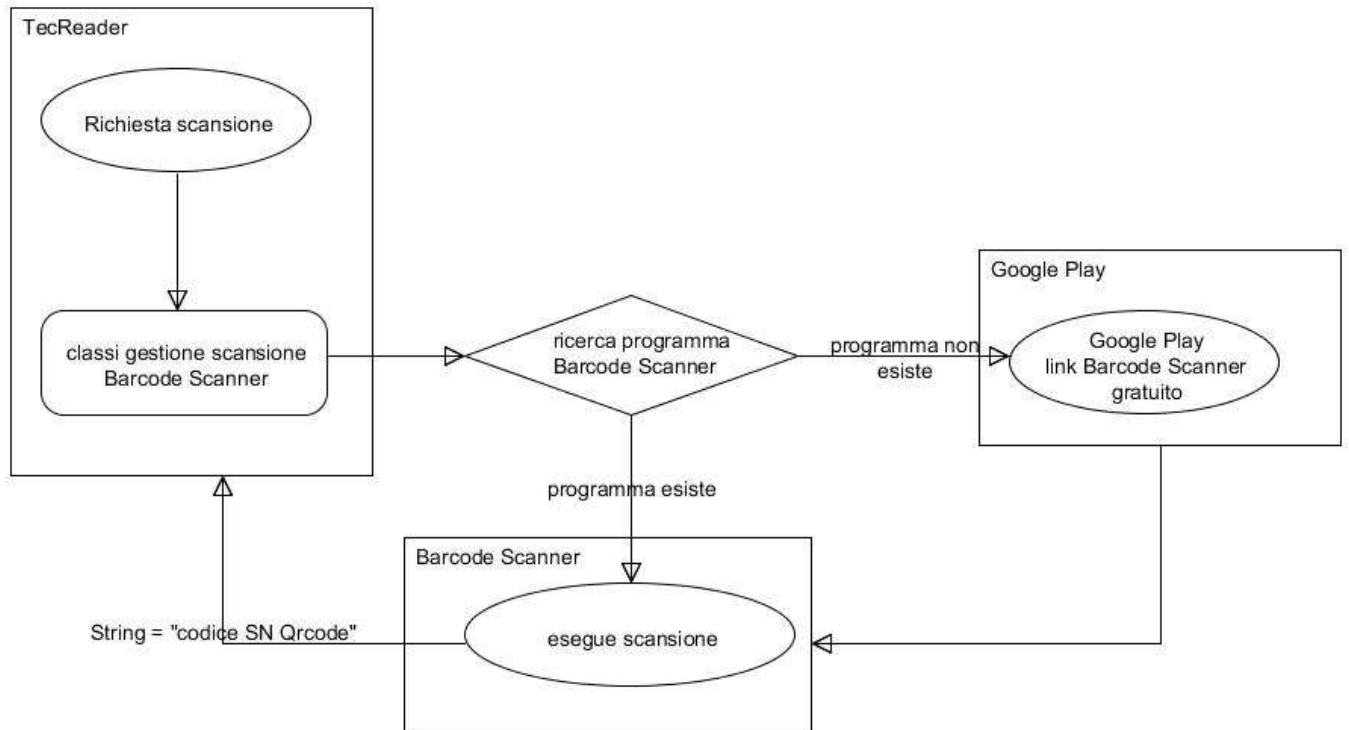 TecReader
Richiesta scansione
classi gestione scansione
Barcode Scanner
ricerca programma
Barcode Scanner
programma non
esiste
Google Play
Google Play
link Barcode Scanner
gratuito
programma esiste
Barcode Scanner
esegue scansione
String = "codice SN Qrcode"